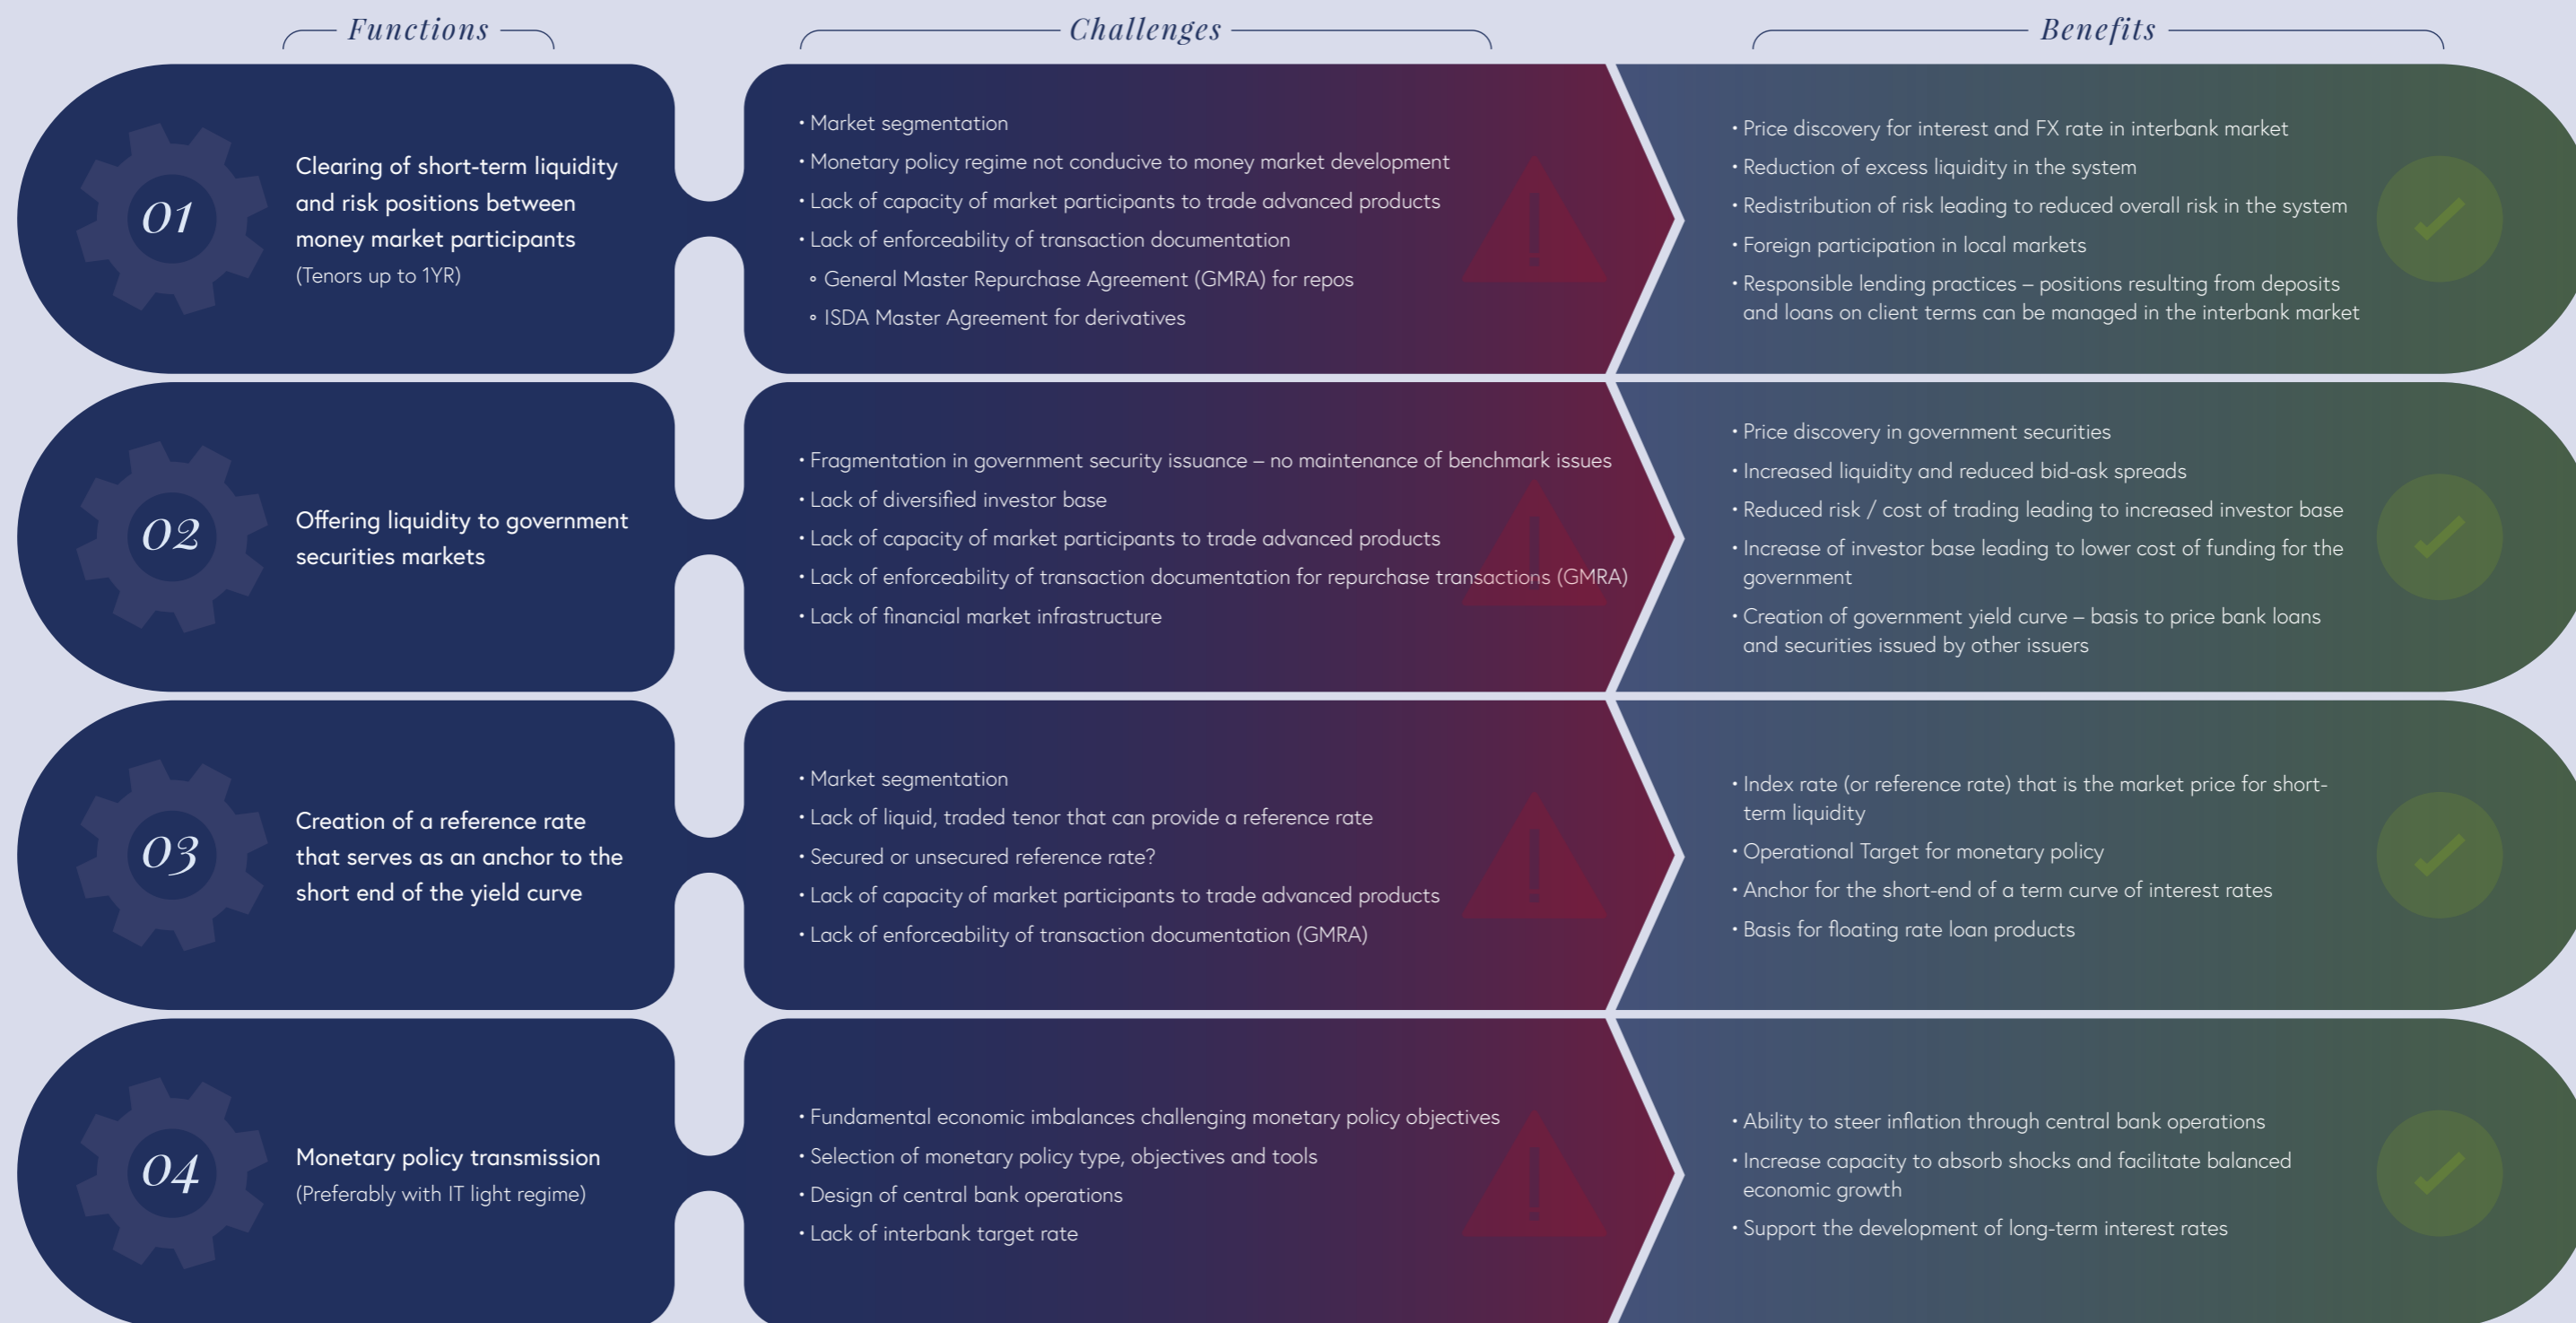 Functions
Challenges
Benefits
01
Clearing of short-term liquidity
and risk positions between
money market participants
(Tenors up to 1YR)
• Market segmentation
• Monetary policy regime not conducive to money market development
• Lack of capacity of market participants to trade advanced products
• Lack of enforceability of transaction documentation
◦ General Master Repurchase Agreement (GMRA) for repos
◦ ISDA Master Agreement for derivatives
• Price discovery for interest and FX rate in interbank market
• Reduction of excess liquidity in the system
• Redistribution of risk leading to reduced overall risk in the system
• Foreign participation in local markets
• Responsible lending practices – positions resulting from deposits
and loans on client terms can be managed in the interbank market
02
Offering liquidity to government
securities markets
• Fragmentation in government security issuance – no maintenance of benchmark issues
• Lack of diversified investor base
• Lack of capacity of market participants to trade advanced products
• Lack of enforceability of transaction documentation for repurchase transactions (GMRA)
• Lack of financial market infrastructure
• Price discovery in government securities
• Increased liquidity and reduced bid-ask spreads
• Reduced risk / cost of trading leading to increased investor base
• Increase of investor base leading to lower cost of funding for the
government
• Creation of government yield curve – basis to price bank loans
and securities issued by other issuers
03
Creation of a reference rate
that serves as an anchor to the
short end of the yield curve
• Market segmentation
• Lack of liquid, traded tenor that can provide a reference rate
• Secured or unsecured reference rate?
• Lack of capacity of market participants to trade advanced products
• Lack of enforceability of transaction documentation (GMRA)
• Index rate (or reference rate) that is the market price for short-
term liquidity
• Operational Target for monetary policy
• Anchor for the short-end of a term curve of interest rates
• Basis for floating rate loan products
04
Monetary policy transmission
(Preferably with IT light regime)
• Fundamental economic imbalances challenging monetary policy objectives
• Selection of monetary policy type, objectives and tools
• Design of central bank operations
• Lack of interbank target rate
• Ability to steer inflation through central bank operations
• Increase capacity to absorb shocks and facilitate balanced
economic growth
• Support the development of long-term interest rates